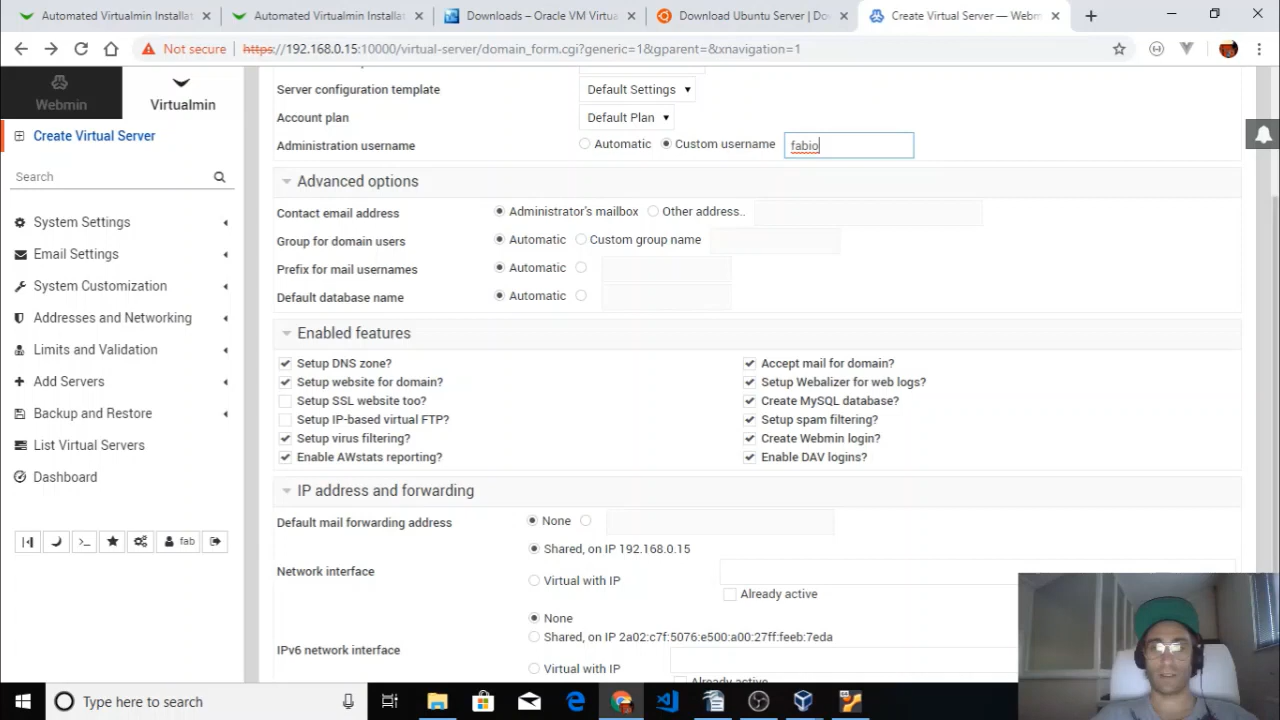 Automated Virtualmin Installat
Automated Virtualmin Installat
Downloads – Oracle VM Virtua
Download Ubuntu Server | Do
Create Virtual Server — Webm
Not secure
https://192.168.0.15:10000/virtual-server/domain_form.cgi?generic=1&gparent=&xnavigation=1
Webmin
Virtualmin
Create Virtual Server
Search
System Settings
Email Settings
System Customization
Addresses and Networking
Limits and Validation
Add Servers
Backup and Restore
List Virtual Servers
Dashboard
fab
Server configuration template
Default Settings
Account plan
Default Plan
Administration username
Automatic
Custom username
fabio
Advanced options
Contact email address
Administrator's mailbox
Other address..
Group for domain users
Automatic
Custom group name
Prefix for mail usernames
Automatic
Default database name
Automatic
Enabled features
Setup DNS zone?
Accept mail for domain?
Setup website for domain?
Setup Webalizer for web logs?
Setup SSL website too?
Create MySQL database?
Setup IP-based virtual FTP?
Setup spam filtering?
Setup virus filtering?
Create Webmin login?
Enable AWstats reporting?
Enable DAV logins?
IP address and forwarding
Default mail forwarding address
None
Shared, on IP 192.168.0.15
Network interface
Virtual with IP
Already active
None
Shared, on IP 2a02:c7f:5076:e500:a00:27ff:feeb:7eda
IPv6 network interface
Virtual with IP
Already active
Type here to search